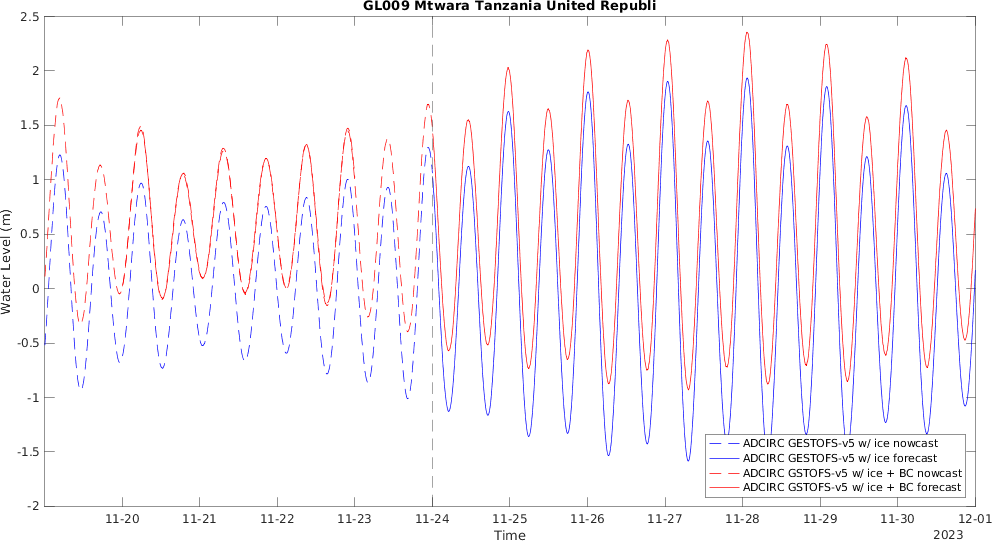 GL009 Mtwara Tanzania United Republi
2.5
2
1.5
1
0.5
0
-0.5
-1
-1.5
-2
Water Level (m)
ADCIRC GESTOFS-v5 w/ ice nowcast
ADCIRC GESTOFS-v5 w/ ice forecast
ADCIRC GSTOFS-v5 w/ ice + BC nowcast
ADCIRC GSTOFS-v5 w/ ice + BC forecast
11-20 11-21 11-22 11-23 11-24 11-25 11-26 11-27 11-28 11-29 11-30 12-01
Time
2023